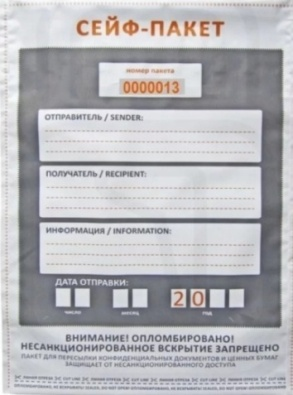 СЕЙФ-ПАКЕТ
номер пакета
0000013
ОТПРАВИТЕЛЬ / SENDER:
ПОЛУЧАТЕЛЬ / RECIPIENT:
ИНФОРМАЦИЯ / INFORMATION:
ДАТА ОТПРАВКИ:
20
число месяц год
ВНИМАНИЕ! ОПЛОМБИРОВАНО!
НЕСАНКЦИОНИРОВАННОЕ ВСКРЫТИЕ ЗАПРЕЩЕНО
ПАКЕТ ДЛЯ ПЕРЕСЫЛКИ КОНФИДЕНЦИАЛЬНЫХ ДОКУМЕНТОВ И ЦЕННЫХ БУМАГ
ЗАЩИЩАЕТ ОТ НЕСАНКЦИОНИРОВАННОГО ДОСТУПА